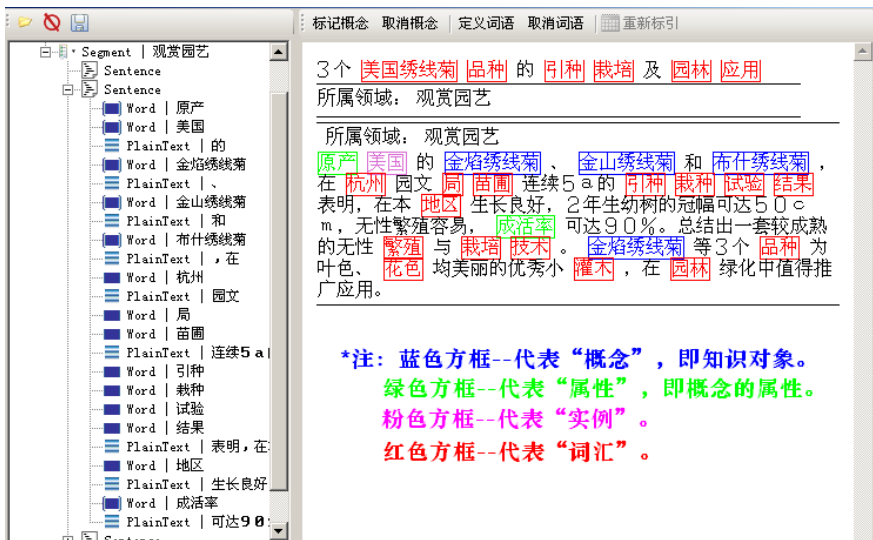 标记概念 取消概念 定义词语 取消词语 重新标引
Segment | 观赏园艺
Sentence
Sentence
Word | 原产
Word | 美国
PlainText | 的
Word | 金焰绣线菊
PlainText | 、
Word | 金山绣线菊
PlainText | 和
Word | 布什绣线菊
PlainText | ，在
Word | 杭州
PlainText | 园文
Word | 局
Word | 苗圃
PlainText | 连续5a
Word | 引种
Word | 栽种
Word | 试验
Word | 结果
PlainText | 表明，在
Word | 地区
PlainText | 生长良好
Word | 成活率
PlainText | 可达90
Sentence
3个 美国绣线菊 品种 的 引种 栽培 及 园林 应用
所属领域: 观赏园艺
所属领域: 观赏园艺
原产 美国 的 金焰绣线菊 、 金山绣线菊 和 布什绣线菊 ，
在 杭州 园文 局 苗圃 连续5a的 引种 栽种 试验 结果
表明，在本 地区 生长良好，2年生幼树的冠幅可达50c
m，无性繁殖容易， 成活率 可达90%。总结出一套较成熟
的无性 繁殖 与 栽培 技术 。 金焰绣线菊 等3个 品种 为
叶色、 花色 均美丽的优秀小 灌木 ，在 园林 绿化中值得推
广应用。
*注: 蓝色方框--代表“概念”，即知识对象。
绿色方框--代表“属性”，即概念的属性。
粉色方框--代表“实例”。
红色方框--代表“词汇”。